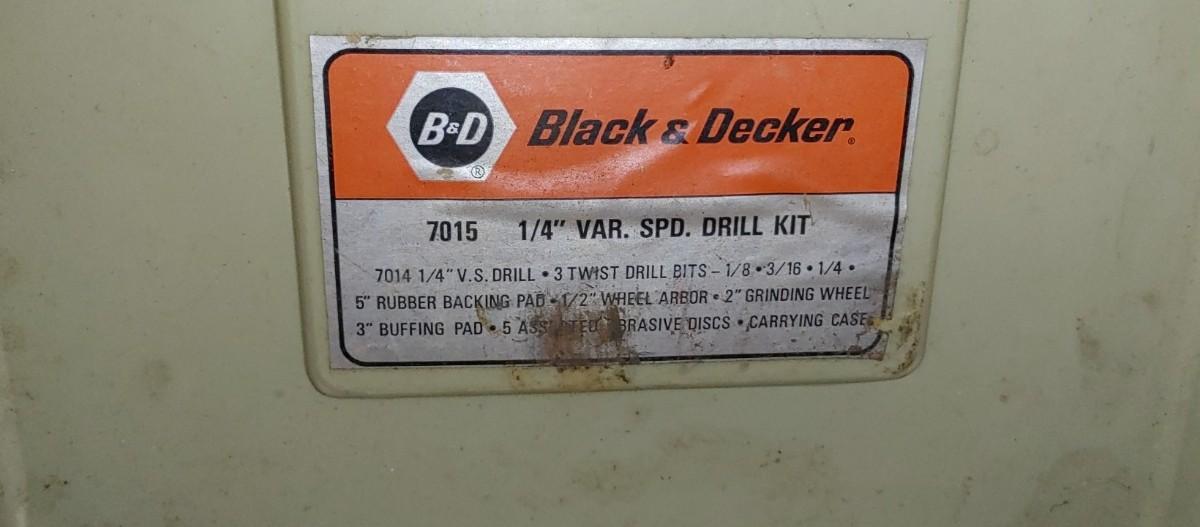 B&D
®
Black & Decker®
7015 1/4" VAR. SPD. DRILL KIT
7014 1/4" V.S. DRILL • 3 TWIST DRILL BITS – 1/8 • 3/16 • 1/4 •
5" RUBBER BACKING PAD • 1/2" WHEEL ARBOR • 2" GRINDING WHEEL
3" BUFFING PAD • 5 DISCS • CARRYING CASE